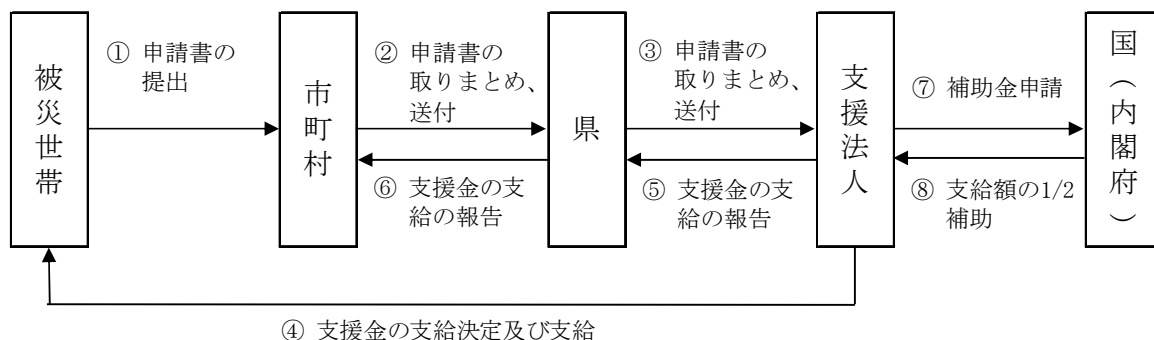 被災世帯
① 申請書の
提出
市町村
② 申請書の
取りまとめ、
送付
⑥ 支援金の支
給の報告
県
③ 申請書の
取りまとめ、
送付
⑤ 支援金の支
給の報告
支援法人
⑦ 補助金申請
⑧ 支給額の1/2
補助
国（内閣府）
④ 支援金の支給決定及び支給